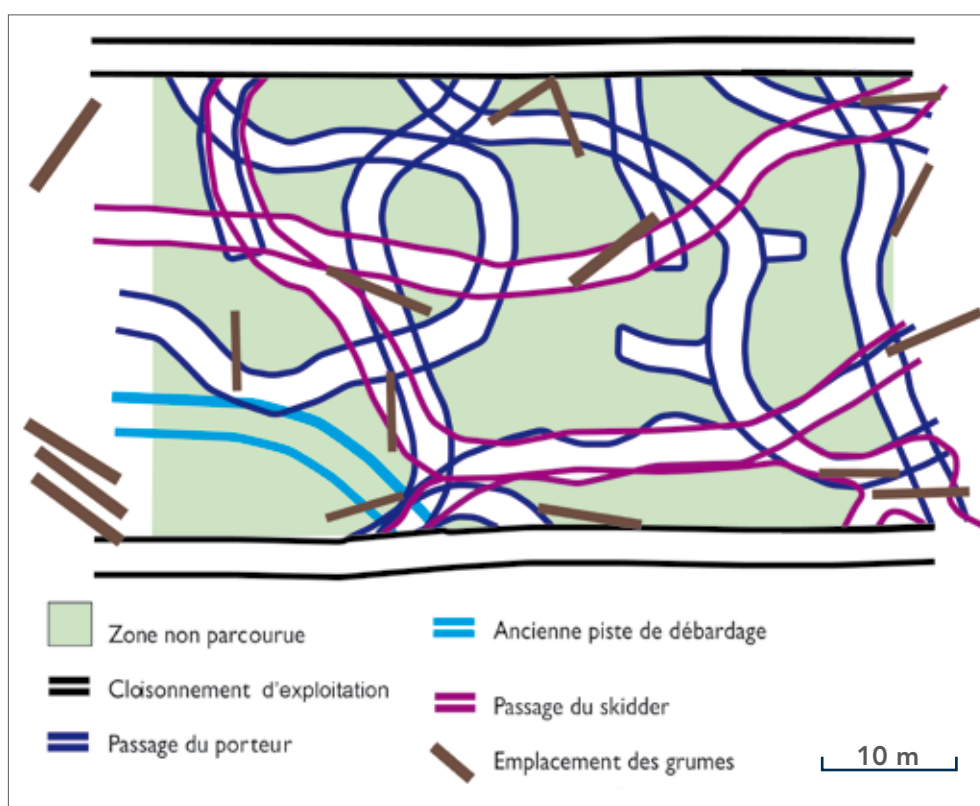 Zone non parcourue
Cloisonnement d'exploitation
Passage du porteur
Ancienne piste de débardage
Passage du skidder
Emplacement des grumes
10 m